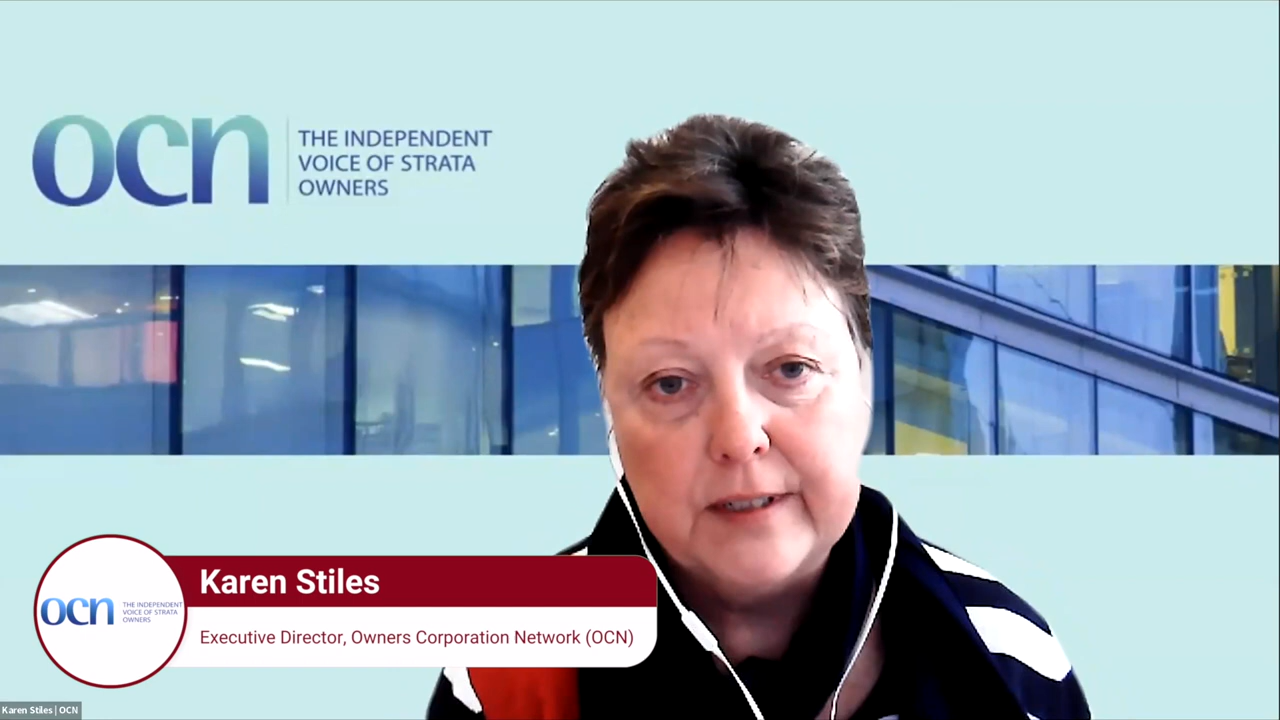 ocn
THE INDEPENDENT
VOICE OF STRATA
OWNERS
Karen Stiles
ocn
THE INDEPENDENT
VOICE OF STRATA
OWNERS
Executive Director, Owners Corporation Network (OCN)
Karen Stiles | OCN